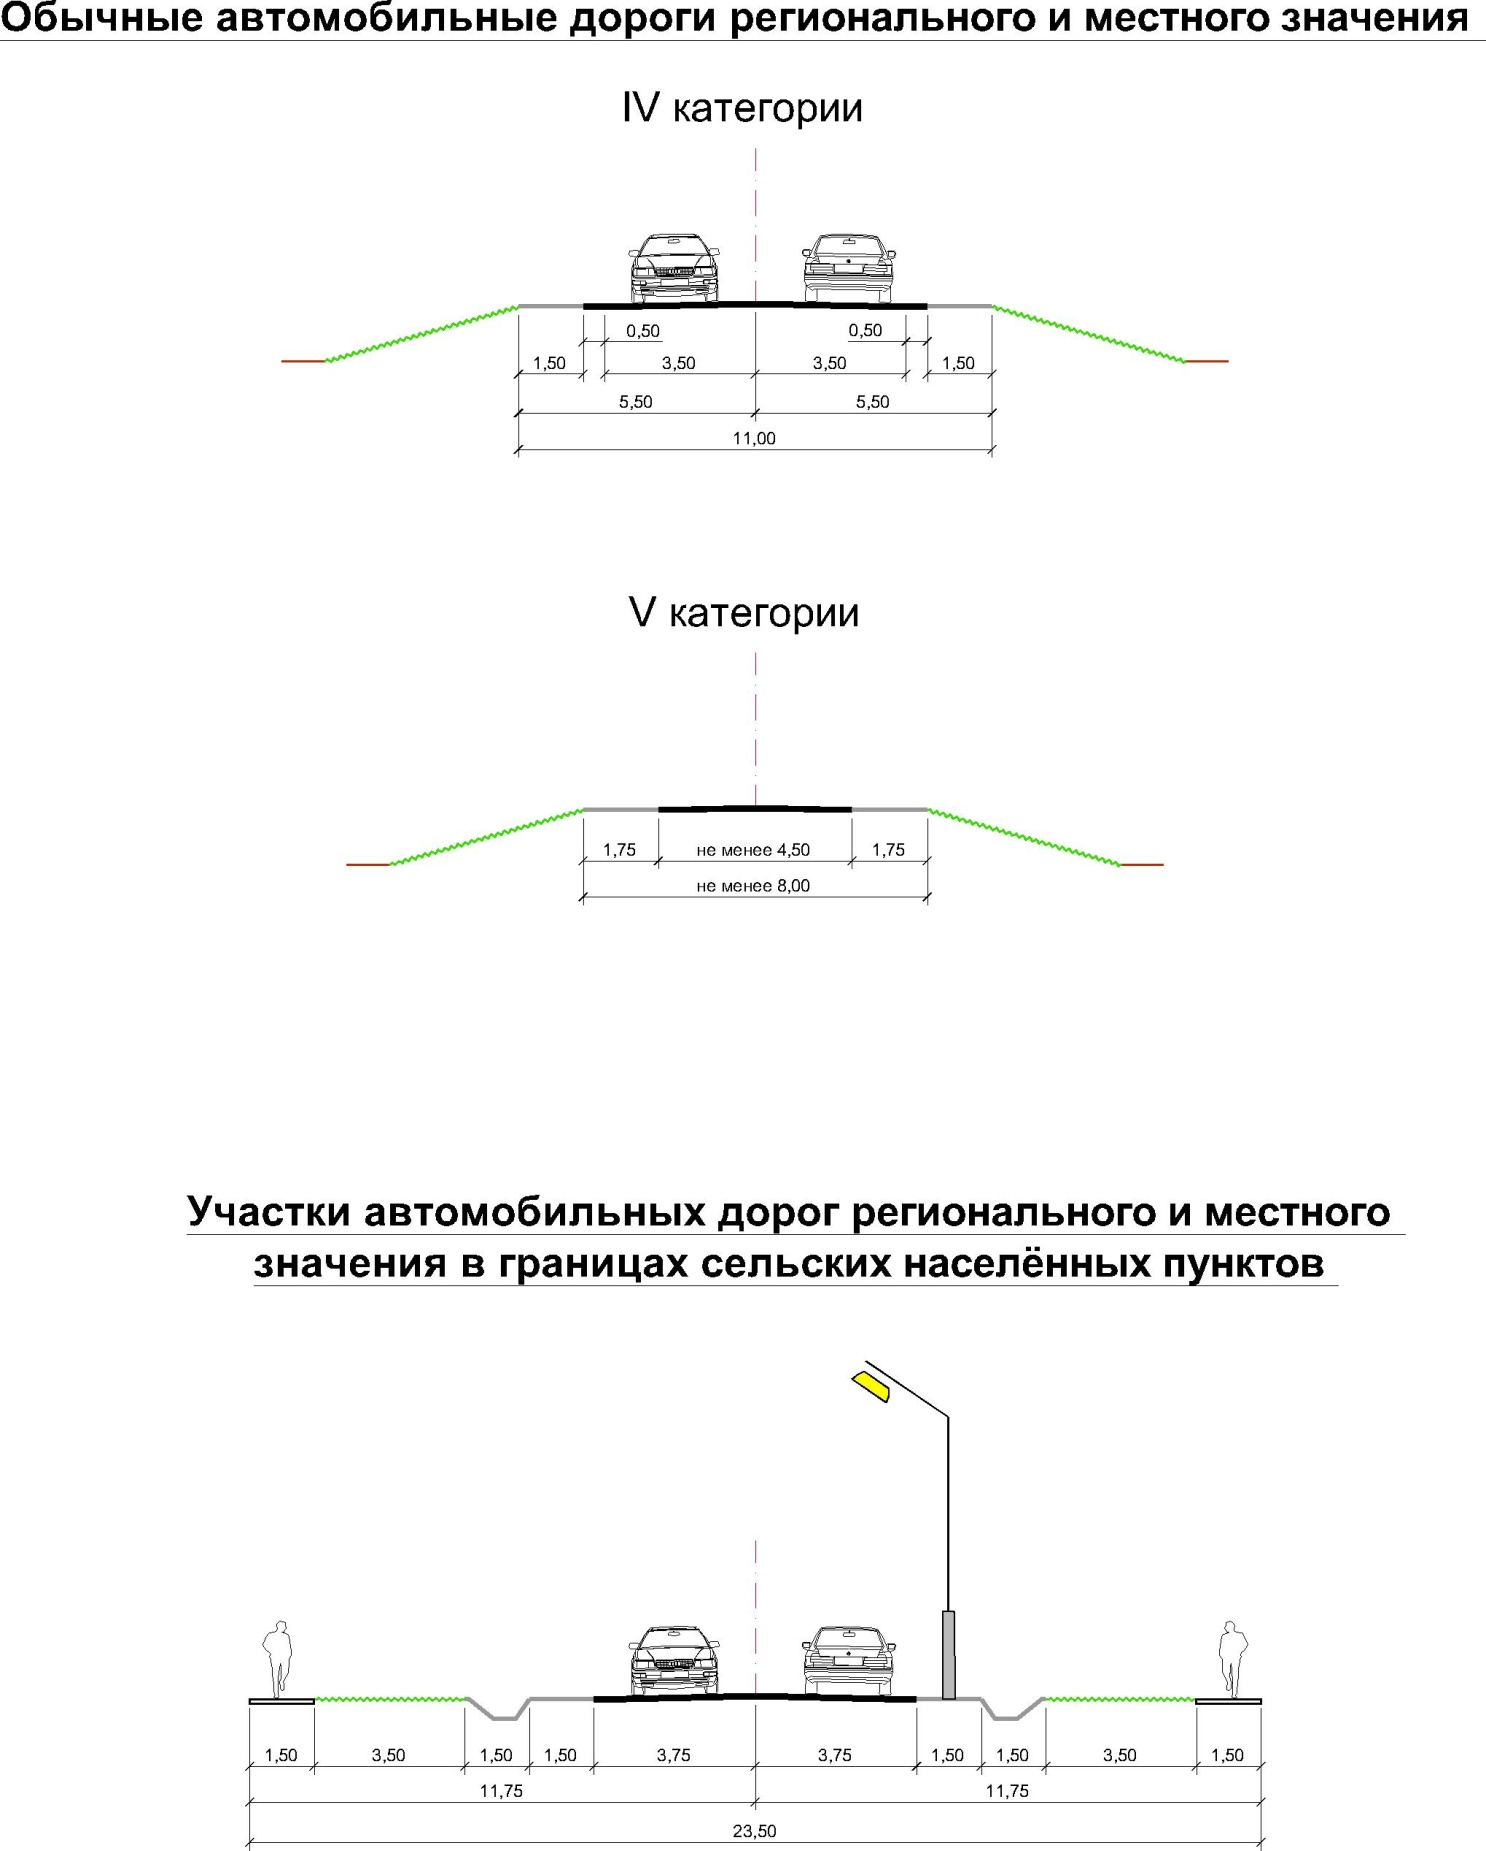 Обычные автомобильные дороги регионального и местного значения
IV категории
0,50 0,50
1,50 3,50 3,50 1,50
5,50 5,50
11,00
V категории
1,75 не менее 4,50 1,75
не менее 8,00
Участки автомобильных дорог регионального и местного
значения в границах сельских населённых пунктов
1,50 3,50 1,50 1,50 3,75 3,75 1,50 1,50 3,50 1,50
11,75 11,75
23,50